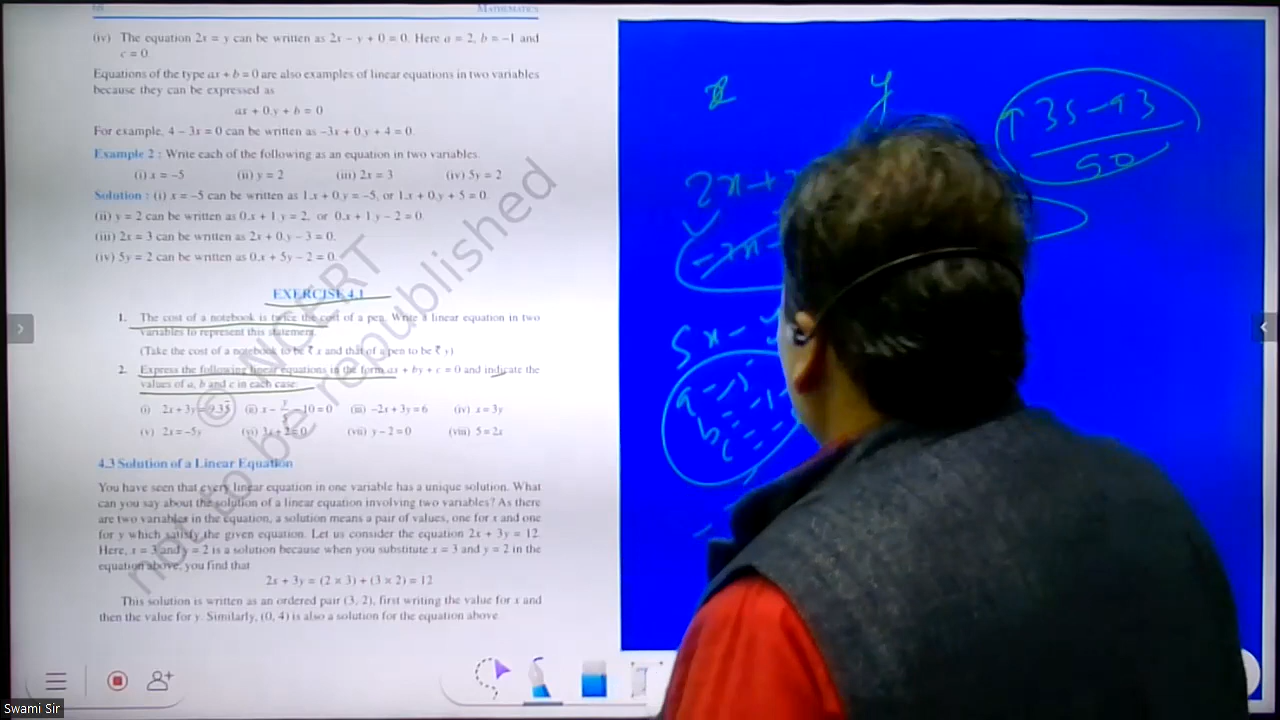 68 MATHEMATICS
(iv) The equation 2x = y can be written as 2x – y + 0 = 0. Here a = 2, b = –1 and
c = 0
Equations of the type ax + b = 0 are also examples of linear equations in two variables
because they can be expressed as
ax + 0.y + b = 0
For example, 4 – 3x = 0 can be written as –3x + 0.y + 4 = 0.
Example 2 : Write each of the following as an equation in two variables.
(i) x = –5 (ii) y = 2 (iii) 2x = 3 (iv) 5y = 2
Solution : (i) x = –5 can be written as 1.x + 0.y = –5, or 1.x + 0.y + 5 = 0.
(ii) y = 2 can be written as 0.x + 1.y = 2, or 0.x + 1.y – 2 = 0.
(iii) 2x = 3 can be written as 2x + 0.y – 3 = 0.
(iv) 5y = 2 can be written as 0.x + 5y – 2 = 0.
EXERCISE 4.1
1. The cost of a notebook is twice the cost of a pen. Write a linear equation in two
variables to represent this statement.
(Take the cost of a notebook to be ₹ x and that of a pen to be ₹ y)
2. Express the following linear equations in the form ax + by + c = 0 and indicate the
values of a, b and c in each case:
(i) 2x + 3y = 9.35 (ii) x – y/5 – 10 = 0 (iii) –2x + 3y = 6 (iv) x = 3y
(v) 2x = –5y (vi) 3x + 2 = 0 (vii) y – 2 = 0 (viii) 5 = 2x
4.3 Solution of a Linear Equation
You have seen that every linear equation in one variable has a unique solution. What
can you say about the solution of a linear equation involving two variables? As there
are two variables in the equation, a solution means a pair of values, one for x and one
for y which satisfy the given equation. Let us consider the equation 2x + 3y = 12.
Here, x = 3 and y = 2 is a solution because when you substitute x = 3 and y = 2 in the
equation above, you find that
2x + 3y = (2 × 3) + (3 × 2) = 12
This solution is written as an ordered pair (3, 2), first writing the value for x and
then the value for y. Similarly, (0, 4) is also a solution for the equation above.
© NCERT
not to be republished
x y
2x +
5x –
a =
b =
c =
50
Swami Sir